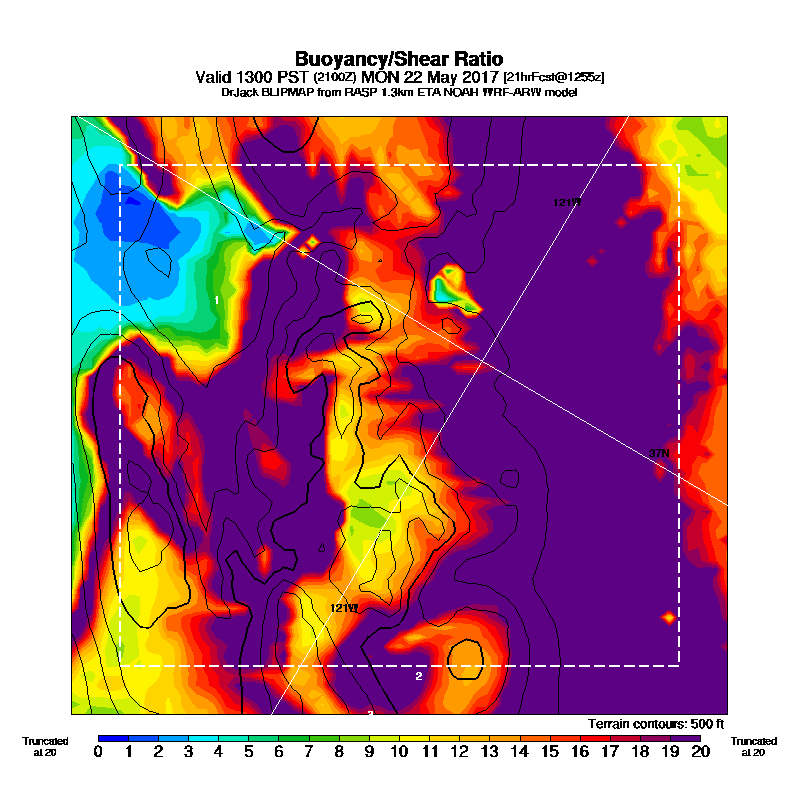 Buoyancy/Shear Ratio
Valid 1300 PST (2100Z) MON 22 May 2017 [21hrFcst@1255z]
DrJack BLIPMAP from RASP 1.3km ETA NOAH WRF-ARW model
121W
1
37N
121W
2
Terrain contours: 500 ft
Truncated at 20
0 1 2 3 4 5 6 7 8 9 10 11 12 13 14 15 16 17 18 19 20
Truncated at 20